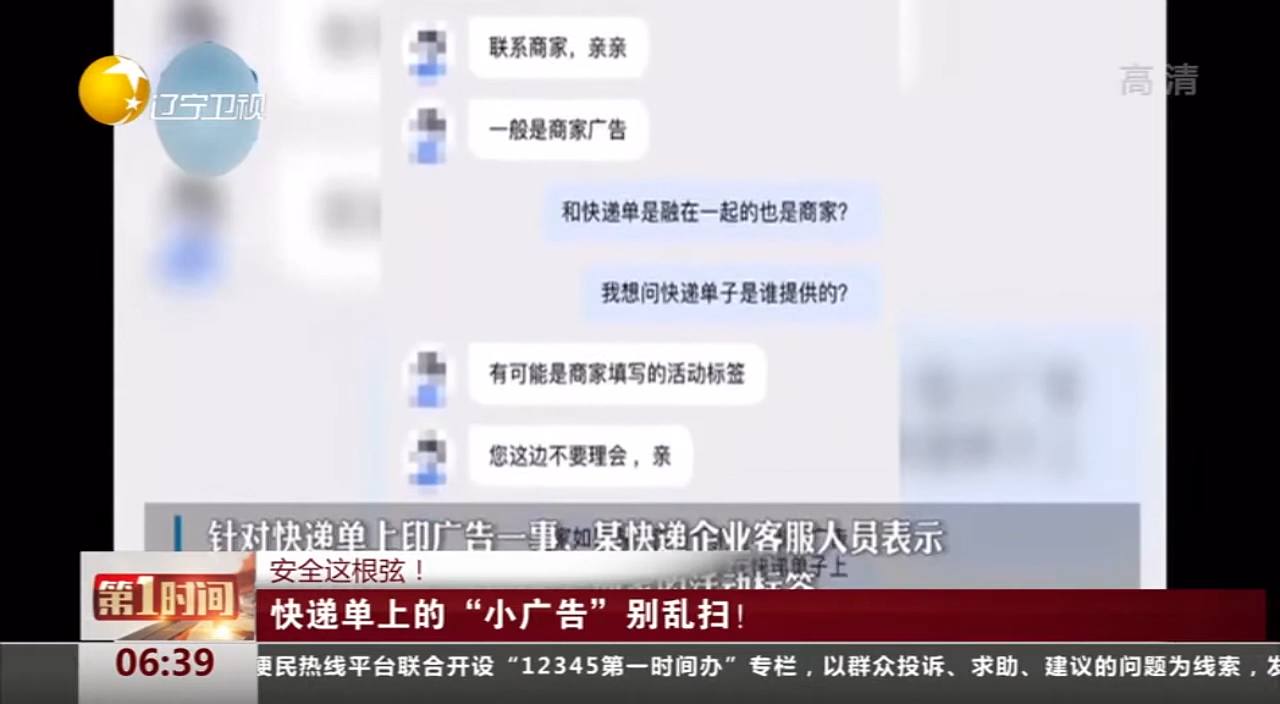 联系商家，亲亲
辽宁卫视
高清
一般是商家广告
和快递单是融在一起的也是商家？
我想问快递单子是谁提供的？
有可能是商家填写的活动标签
您这边不要理会，亲
针对快递单上印广告一事，某快递企业客服人员表示
快递单子上
安全这根弦！
第1时间
快递单上的“小广告”别乱扫！
06:39
便民热线平台联合开设“12345第一时间办”专栏，以群众投诉、求助、建议的问题为线索，发